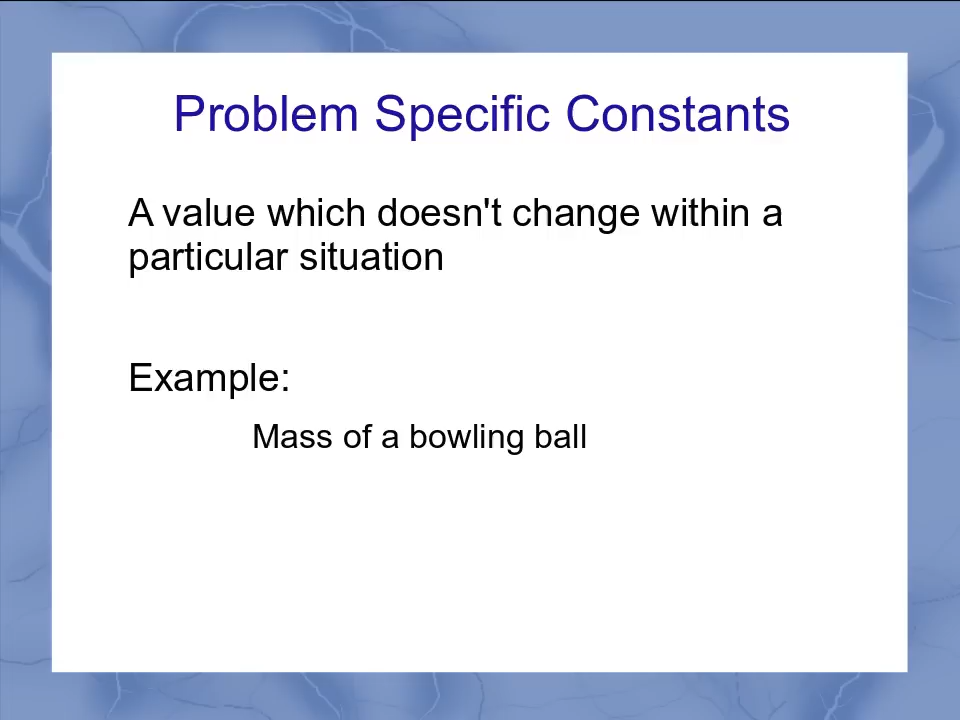 Problem Specific Constants
A value which doesn't change within a
particular situation
Example:
Mass of a bowling ball